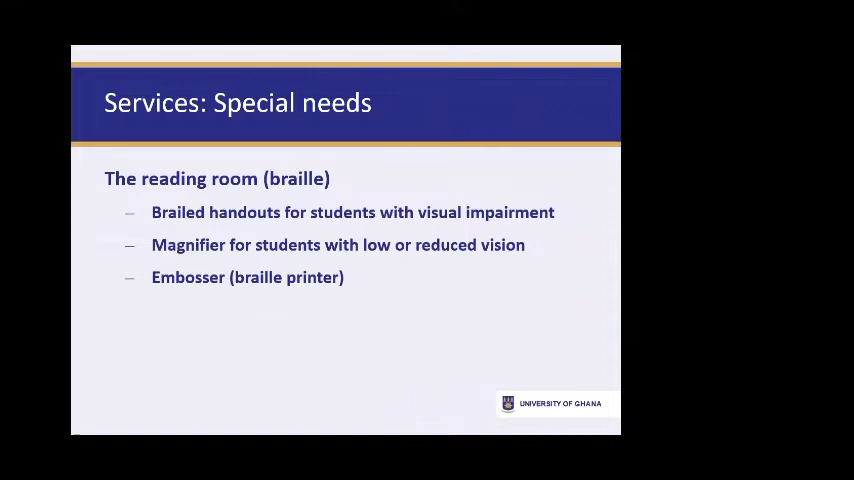 Services: Special needs
The reading room (braille)
– Brailed handouts for students with visual impairment
– Magnifier for students with low or reduced vision
– Embosser (braille printer)
UNIVERSITY OF GHANA